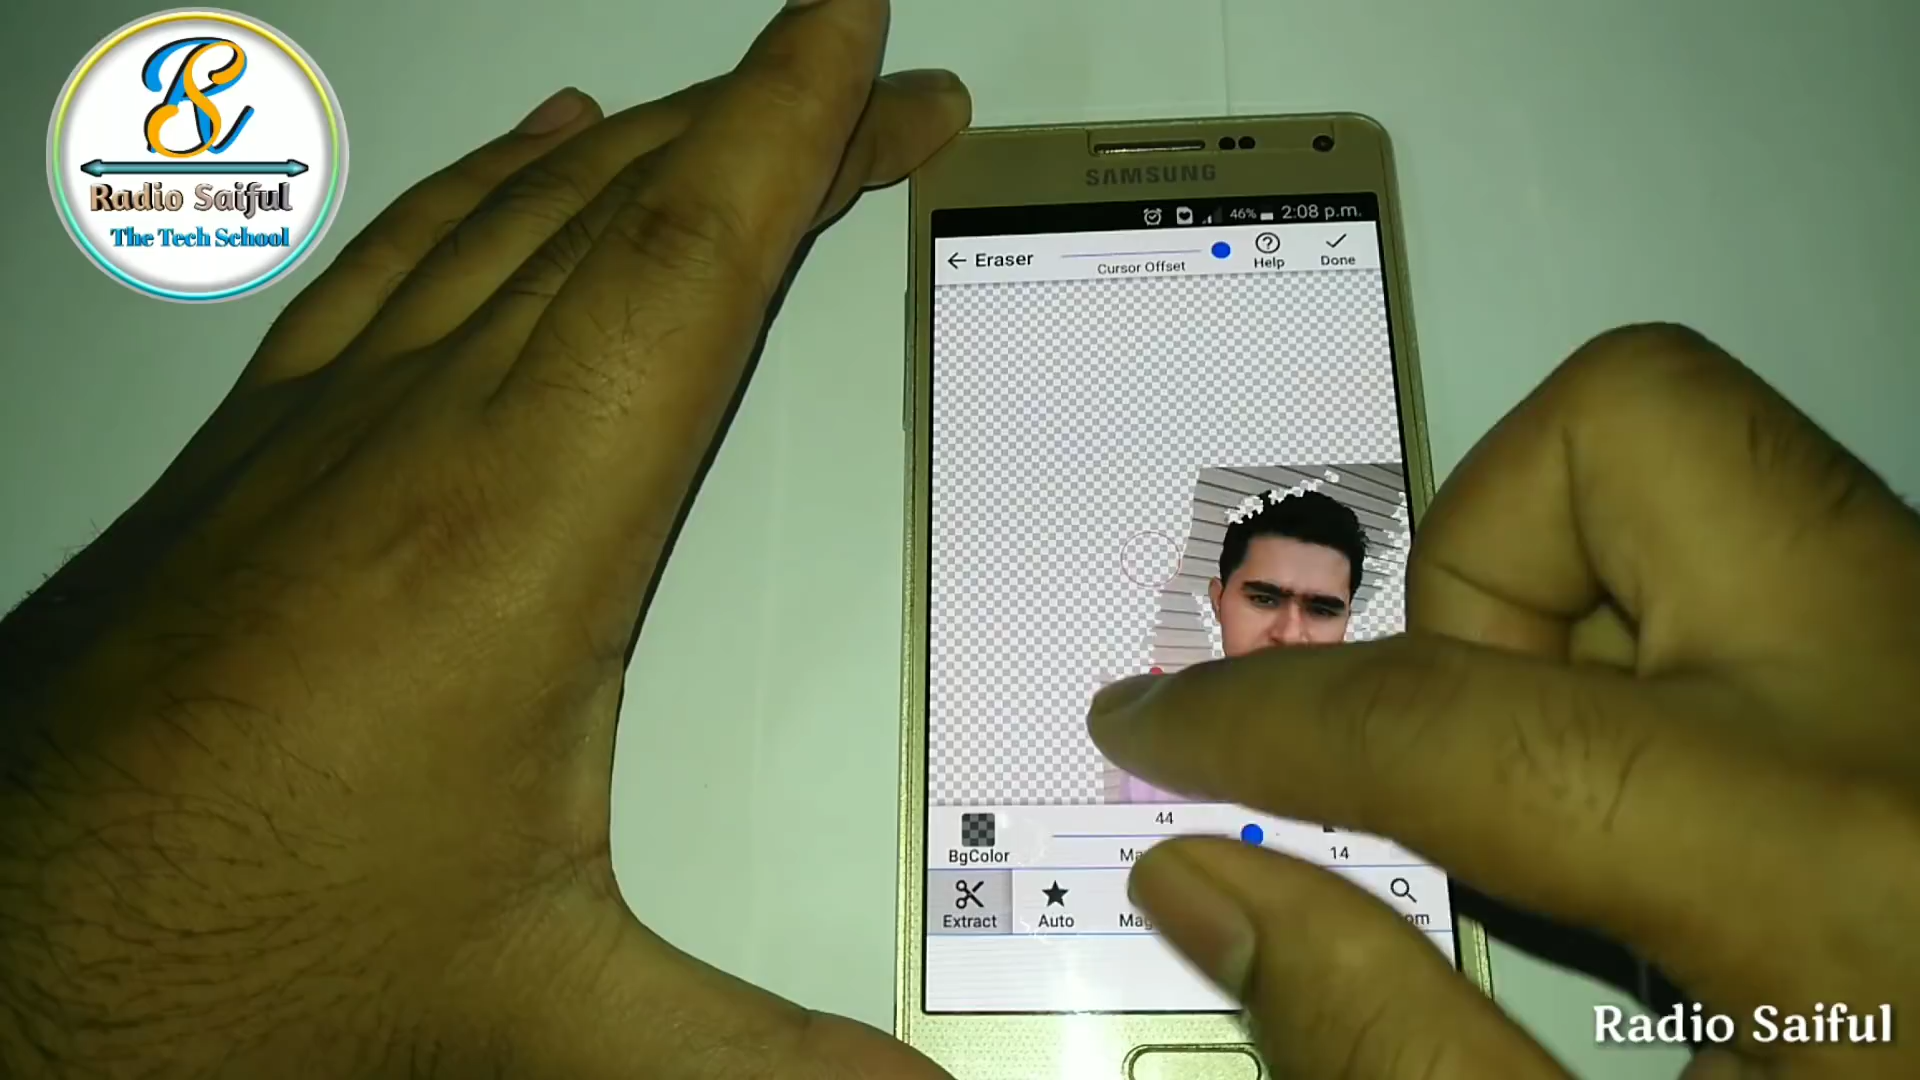 Radio Saiful
The Tech School
SAMSUNG
46% 2:08 p.m.
Eraser
Cursor Offset
Help
Done
44
BgColor
14
Extract
Auto
Radio Saiful